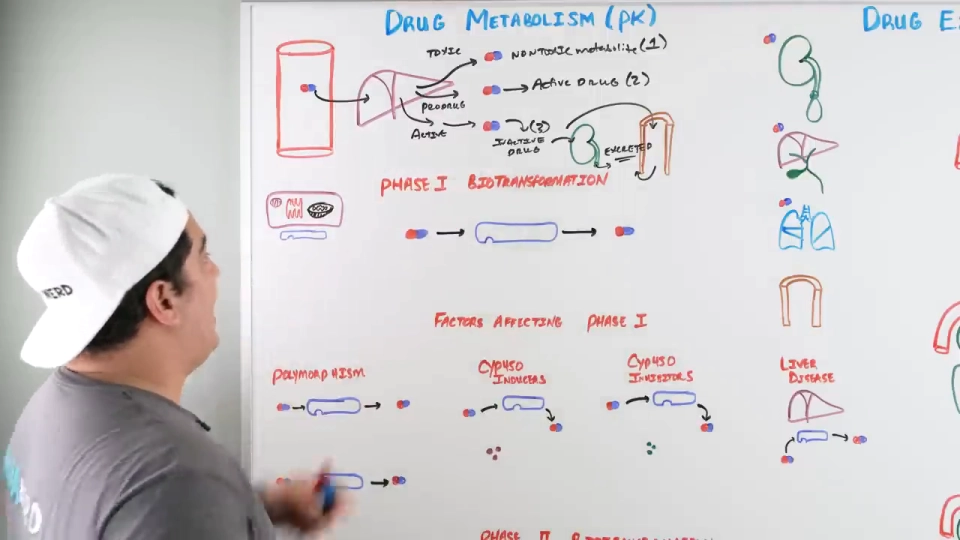 DRUG METABOLISM (PK)
DRUG E
TOXIC
NONTOXIC metabolite (1)
PRODRUG
ACTIVE DRUG (2)
ACTIVE
(3)
INACTIVE
DRUG
EXCRETED
PHASE I BIOTRANSFORMATION
NERD
FACTORS AFFECTING PHASE I
POLYMORPHISM
CYP450
INDUCERS
CYP450
INHIBITORS
LIVER
DISEASE
PHASE II